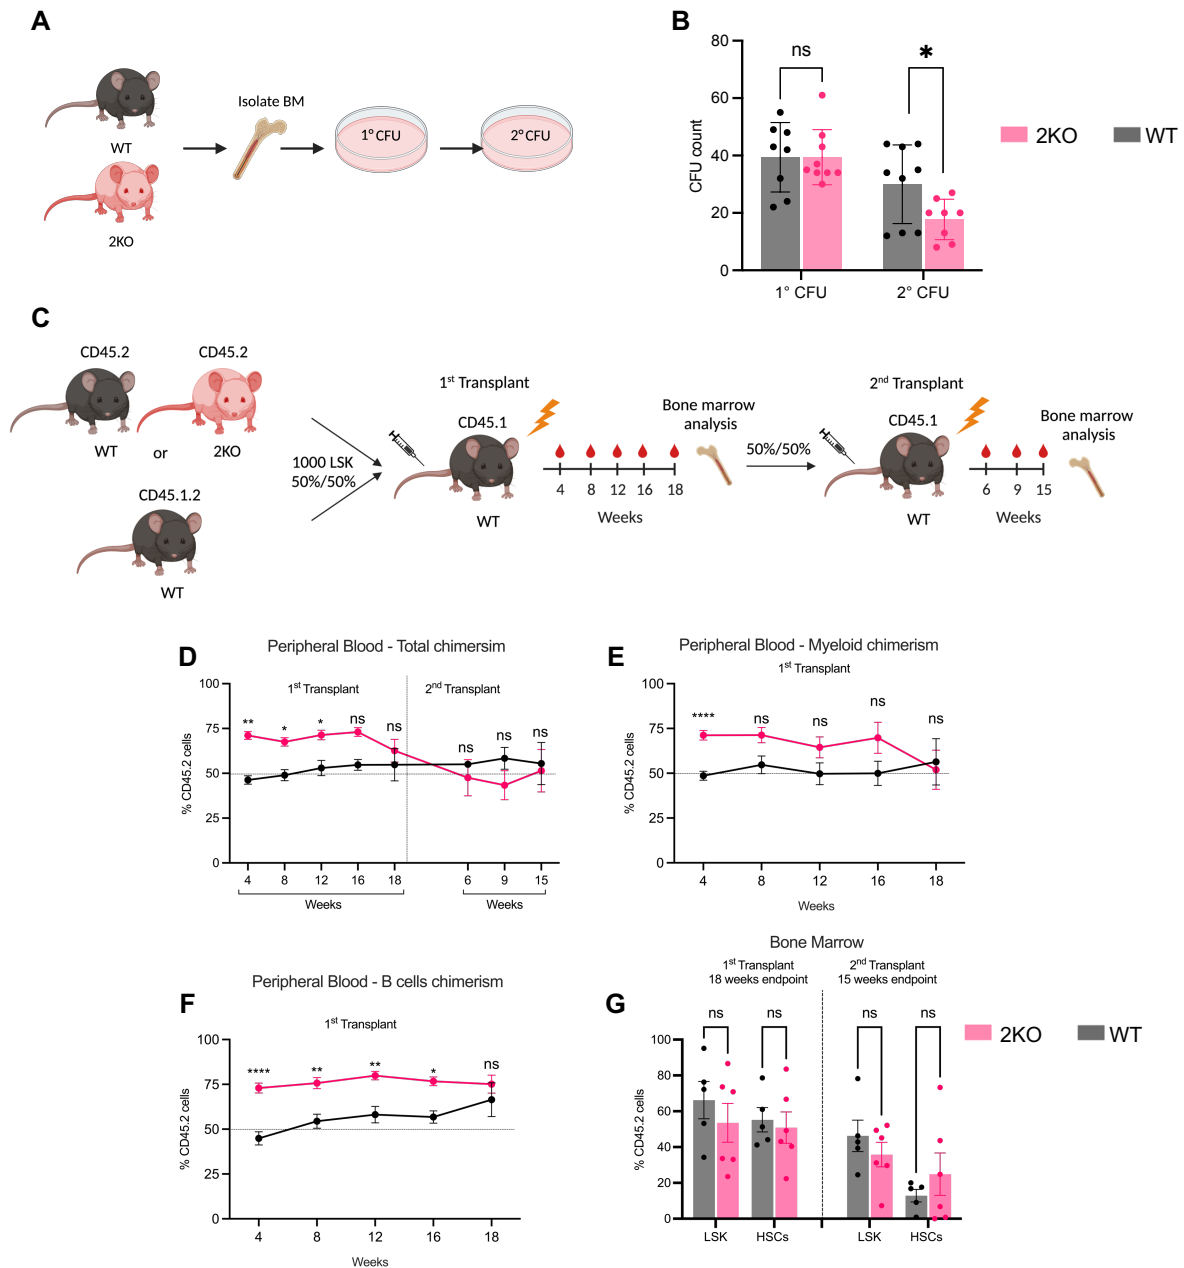 A
WT
2KO
Isolate BM
1° CFU
2° CFU
B
80
60
40
20
0
CFU count
ns
*
1° CFU
2° CFU
2KO
WT
C
CD45.2
CD45.2
WT
or
2KO
CD45.1.2
WT
1000 LSK
50%/50%
1st Transplant
CD45.1
WT
4 8 12 16 18
Weeks
Bone marrow
analysis
50%/50%
2nd Transplant
CD45.1
WT
6 9 15
Weeks
Bone marrow
analysis
D
Peripheral Blood - Total chimersim
1st Transplant
2nd Transplant
100
75
50
25
0
% CD45.2 cells
** * * ns ns ns ns ns
4 8 12 16 18 6 9 15
Weeks
Weeks
E
Peripheral Blood - Myeloid chimerism
1st Transplant
100
75
50
25
0
% CD45.2 cells
**** ns ns ns ns
4 8 12 16 18
Weeks
F
Peripheral Blood - B cells chimerism
1st Transplant
100
75
50
25
0
% CD45.2 cells
**** ** ** * ns
4 8 12 16 18
Weeks
G
Bone Marrow
1st Transplant
18 weeks endpoint
2nd Transplant
15 weeks endpoint
100
80
60
40
20
0
% CD45.2 cells
ns ns ns ns
LSK HSCs LSK HSCs
2KO
WT